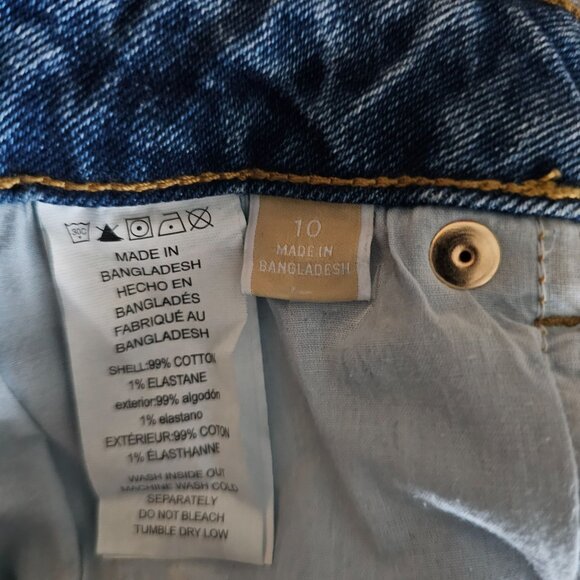 30C
MADE IN
BANGLADESH
HECHO EN
BANGLADÉS
FABRIQUÉ AU
BANGLADESH
SHELL:99% COTTON
1% ELASTANE
exterior:99% algodón
1% elastano
EXTÉRIEUR:99% COTON
1% ÉLASTHANNE
WASH INSIDE OUT
MACHINE WASH COLD
SEPARATELY
DO NOT BLEACH
TUMBLE DRY LOW
10
MADE IN
BANGLADESH